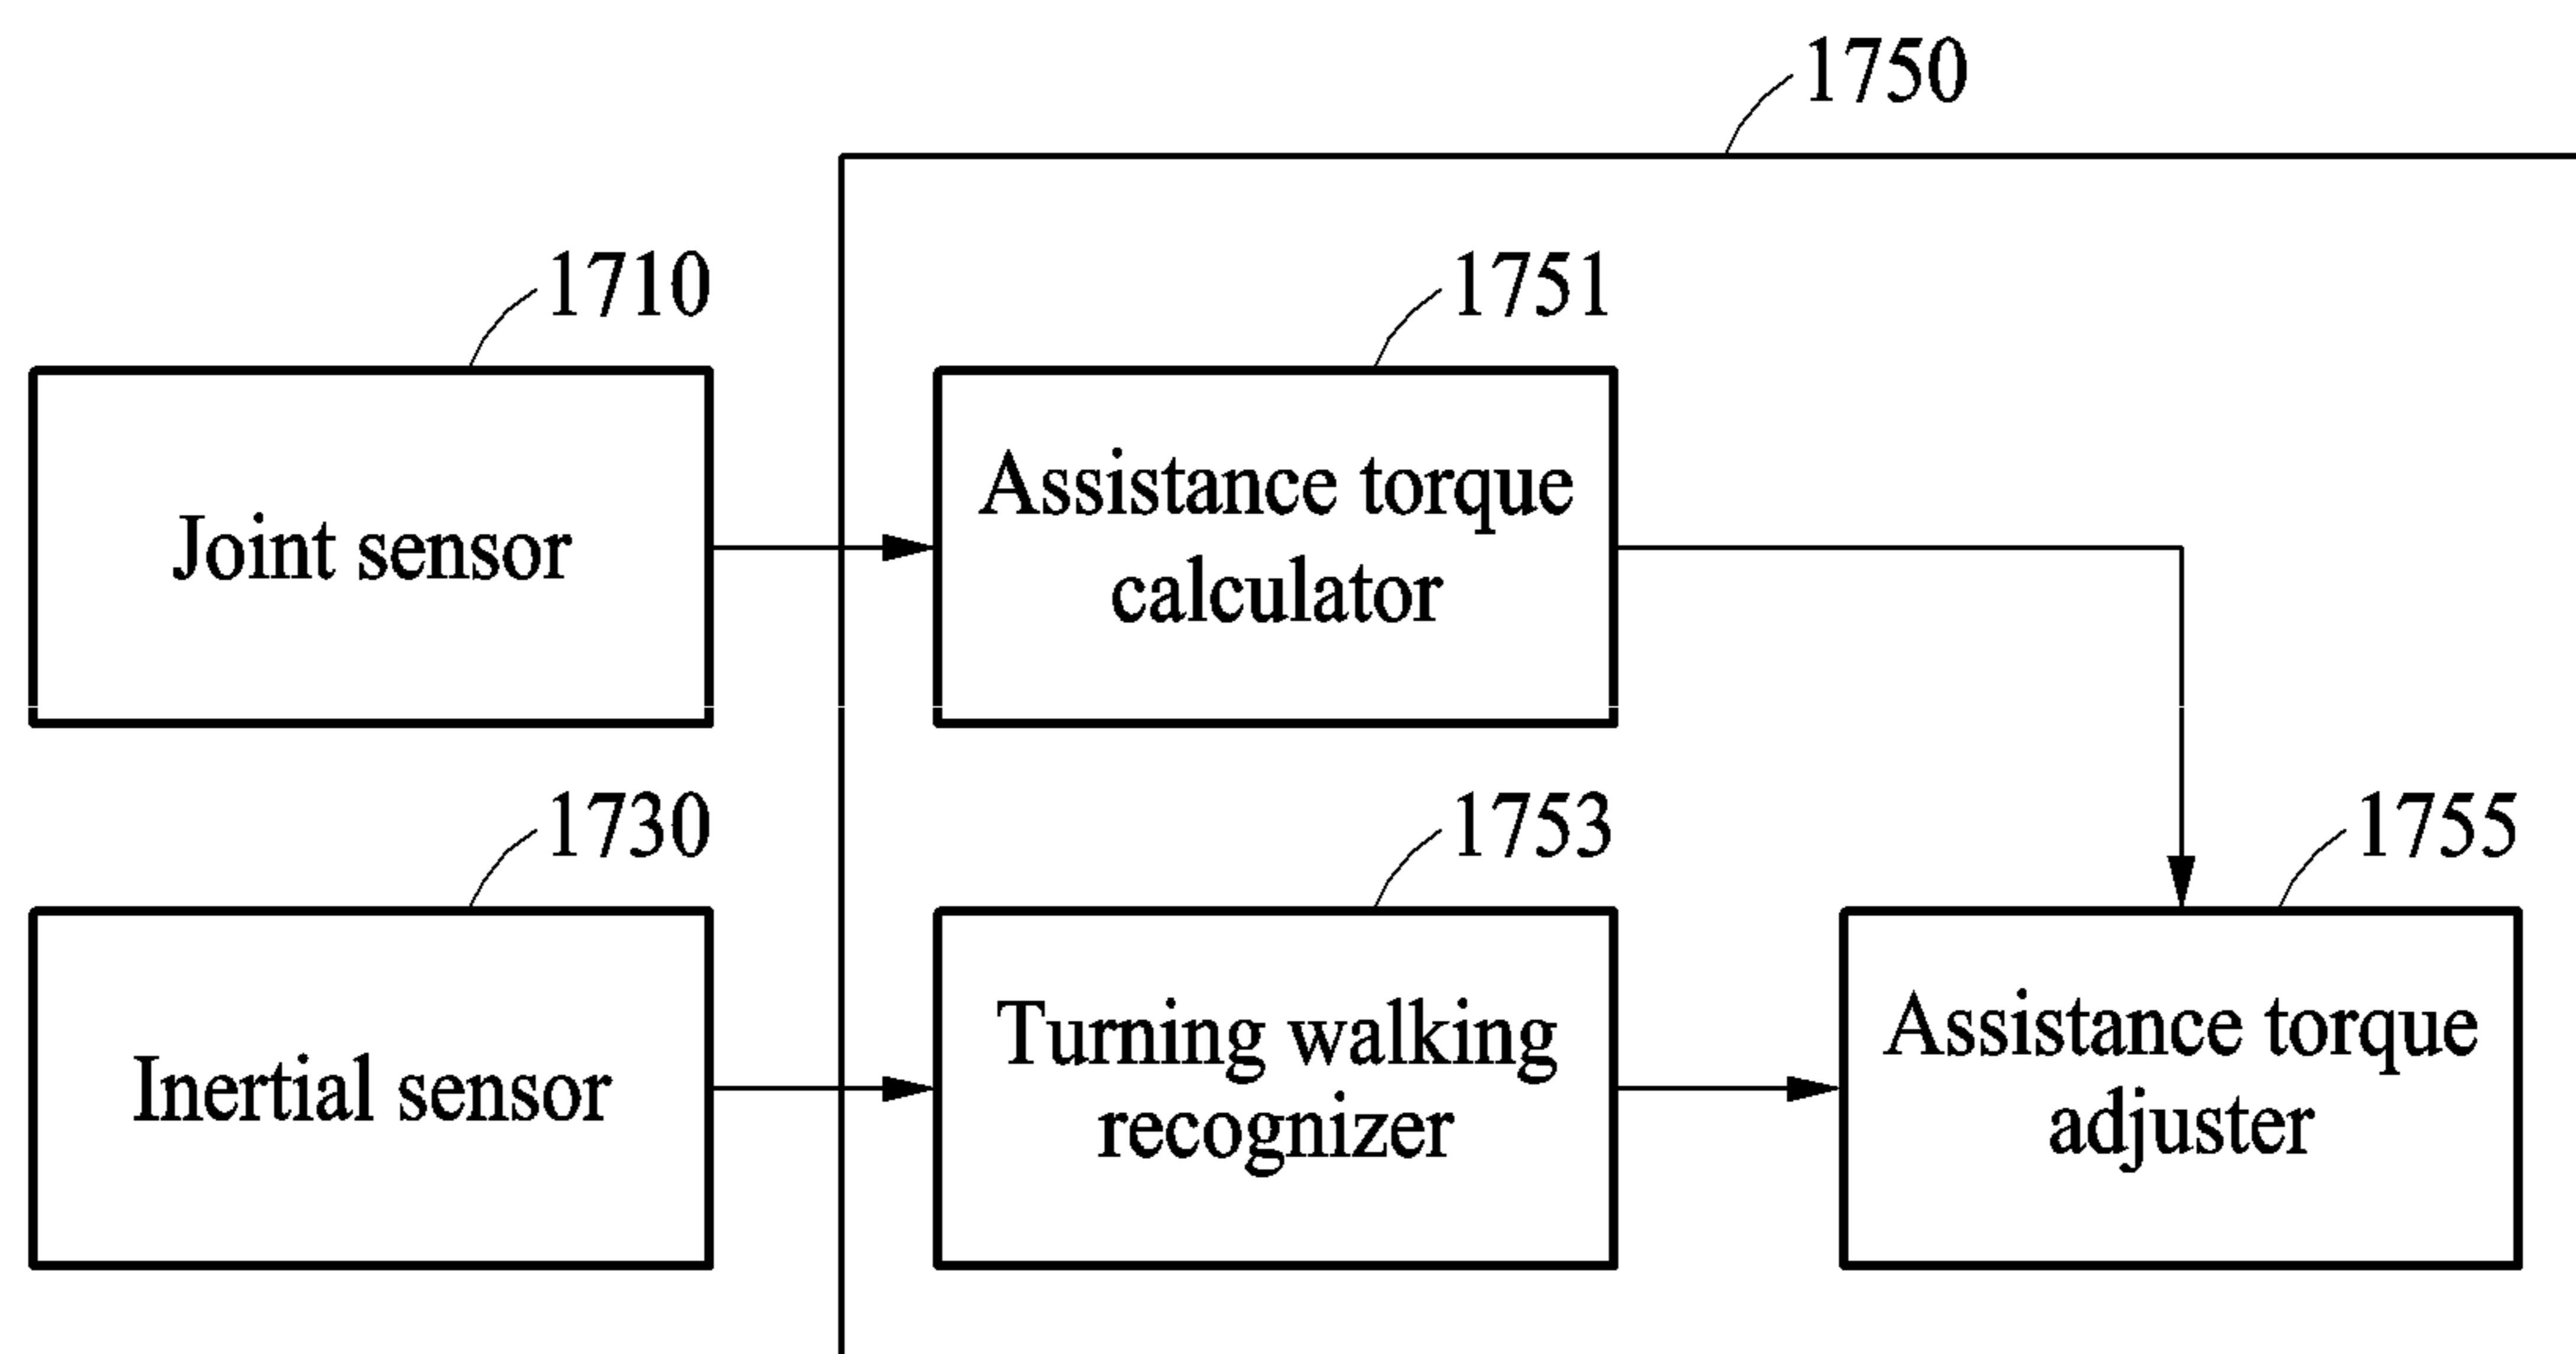 1750
1710
1751
Joint sensor
Assistance torque
calculator
1730
1753
1755
Inertial sensor
Turning walking
recognizer
Assistance torque
adjuster